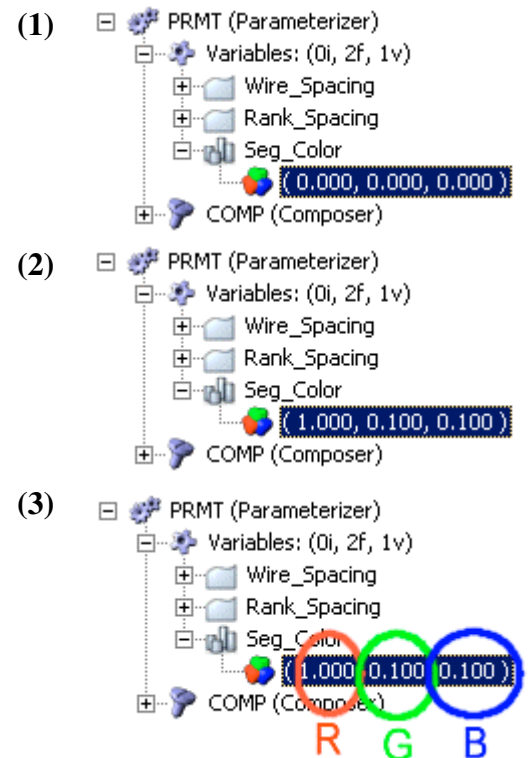 (1)
PRMT (Parameterizer)
Variables: (0i, 2f, 1v)
Wire_Spacing
Rank_Spacing
Seg_Color
( 0.000, 0.000, 0.000 )
COMP (Composer)
(2)
PRMT (Parameterizer)
Variables: (0i, 2f, 1v)
Wire_Spacing
Rank_Spacing
Seg_Color
( 1.000, 0.100, 0.100 )
COMP (Composer)
(3)
PRMT (Parameterizer)
Variables: (0i, 2f, 1v)
Wire_Spacing
Rank_Spacing
Seg_Color
( 1.000, 0.100, 0.100 )
COMP (Composer)
R G B